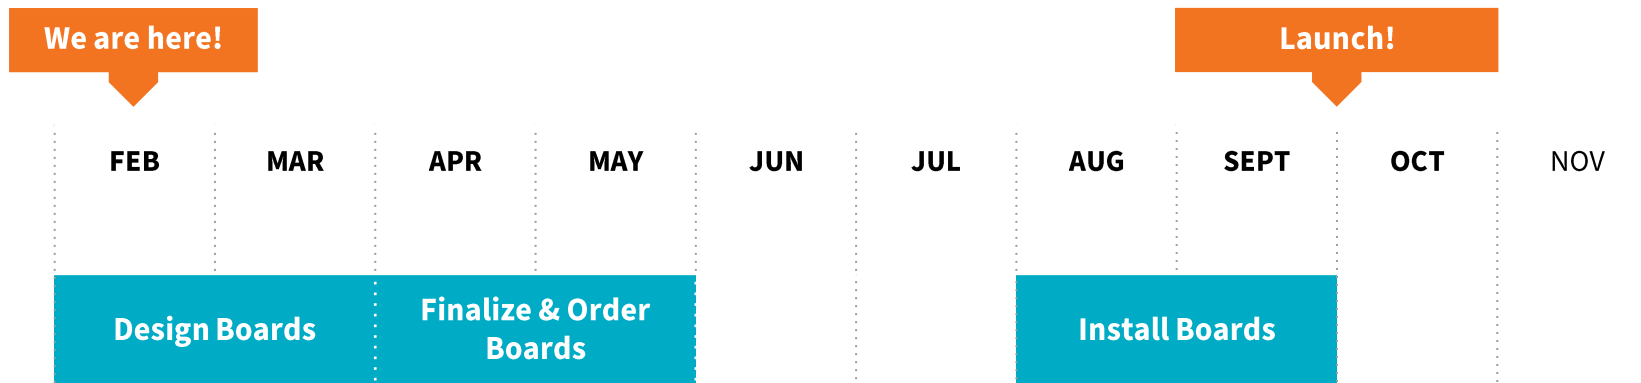 We are here!
Launch!
FEB MAR APR MAY JUN JUL AUG SEPT OCT NOV
Design Boards
Finalize & Order
Boards
Install Boards